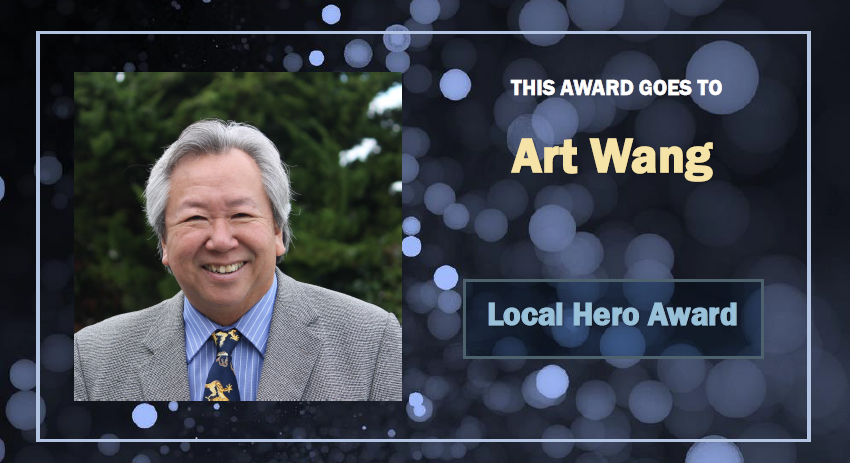 THIS AWARD GOES TO
Art Wang
Local Hero Award